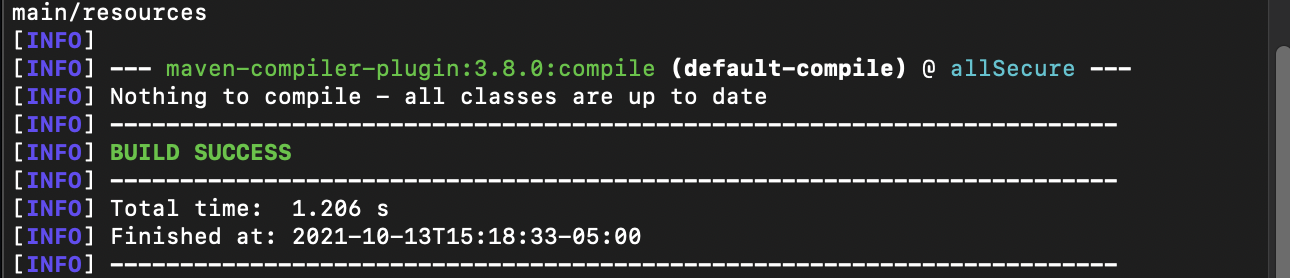 main/resources
[INFO]
[INFO] --- maven-compiler-plugin:3.8.0:compile (default-compile) @ allSecure ---
[INFO] Nothing to compile - all classes are up to date
[INFO] ------------------------------------------------------------------------
[INFO] BUILD SUCCESS
[INFO] ------------------------------------------------------------------------
[INFO] Total time:  1.206 s
[INFO] Finished at: 2021-10-13T15:18:33-05:00
[INFO] ------------------------------------------------------------------------